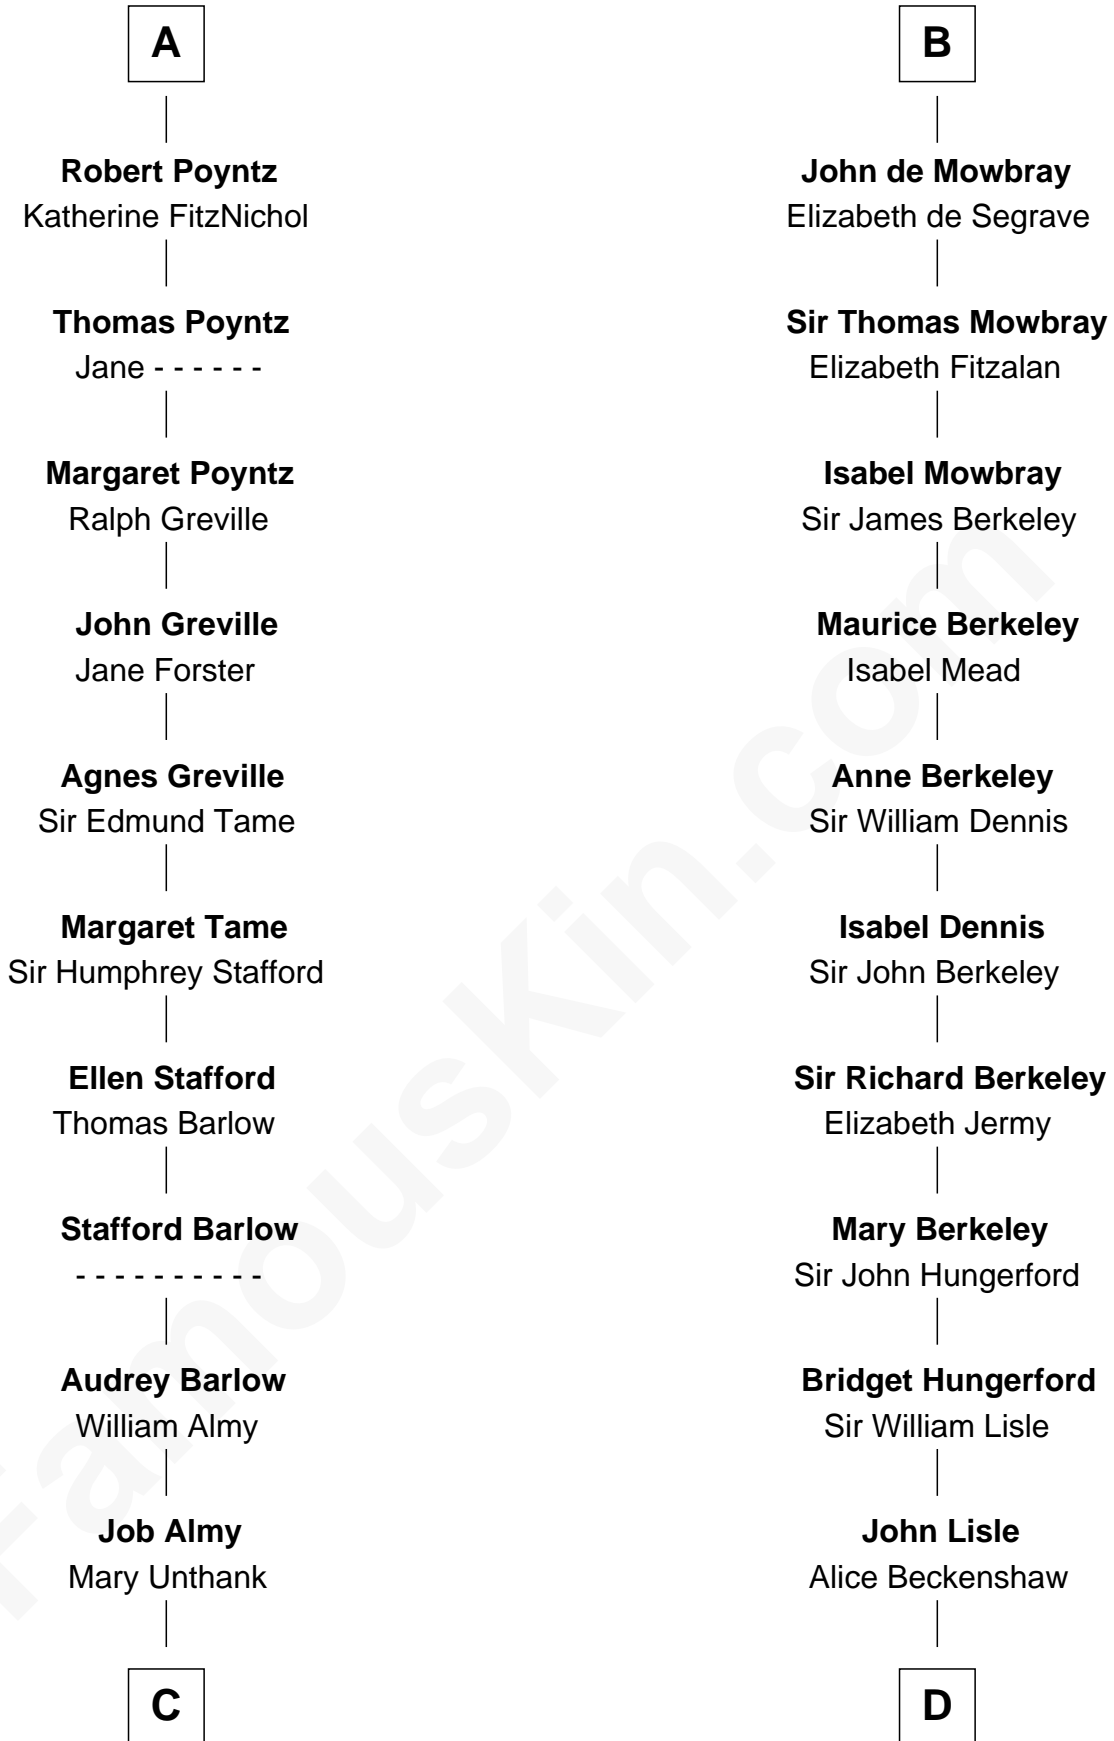 A
Robert Poyntz
Katherine FitzNichol
Thomas Poyntz
Jane - - - - - -
Margaret Poyntz
Ralph Greville
John Greville
Jane Forster
Agnes Greville
Sir Edmund Tame
Margaret Tame
Sir Humphrey Stafford
Ellen Stafford
Thomas Barlow
Stafford Barlow
- - - - - - - - - -
Audrey Barlow
William Almy
Job Almy
Mary Unthank
C
B
John de Mowbray
Elizabeth de Segrave
Sir Thomas Mowbray
Elizabeth Fitzalan
Isabel Mowbray
Sir James Berkeley
Maurice Berkeley
Isabel Mead
Anne Berkeley
Sir William Dennis
Isabel Dennis
Sir John Berkeley
Sir Richard Berkeley
Elizabeth Jermy
Mary Berkeley
Sir John Hungerford
Bridget Hungerford
Sir William Lisle
John Lisle
Alice Beckenshaw
D
FamousKin.com